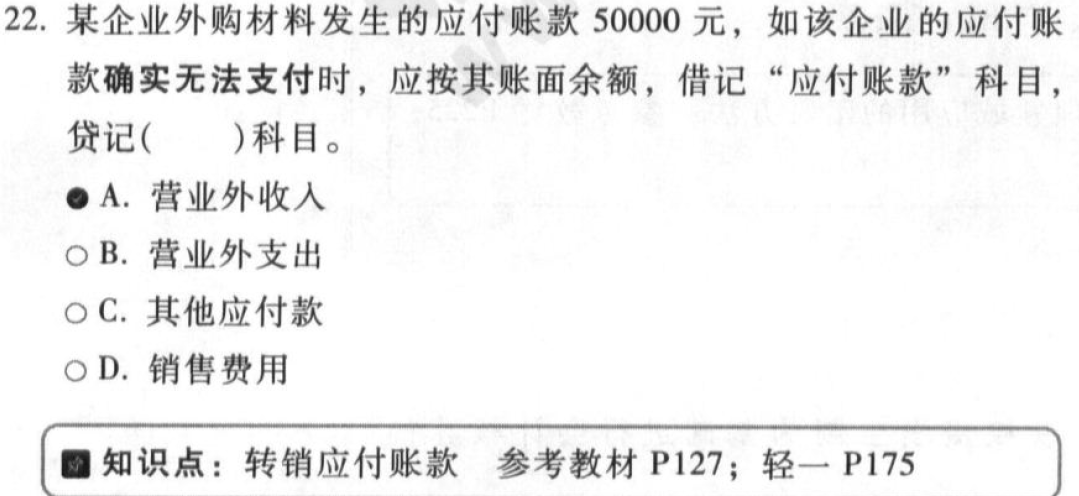 22. 某企业外购材料发生的应付账款 50000 元，如该企业的应付账
款确实无法支付时，应按其账面余额，借记“应付账款”科目，
贷记(　　)科目。
A. 营业外收入
B. 营业外支出
C. 其他应付款
D. 销售费用
知识点：转销应付账款　参考教材 P127；轻一 P175